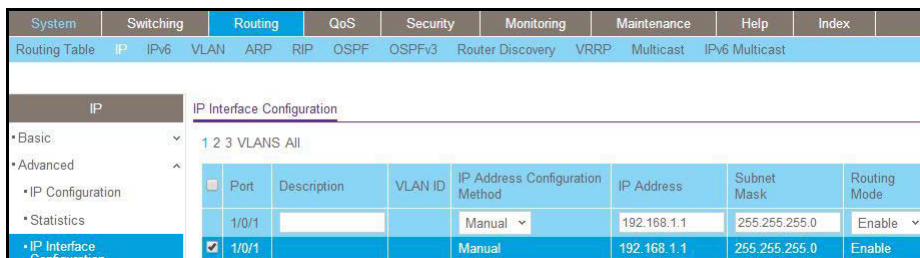 System Switching Routing QoS Security Monitoring Maintenance Help Index
Routing Table IP IPv6 VLAN ARP RIP OSPF OSPFv3 Router Discovery VRRP Multicast IPv6 Multicast
IP
IP Interface Configuration
Basic
1 2 3 VLANS All
Advanced
IP Configuration
Statistics
IP Interface
Configuration
Port Description VLAN ID IP Address Configuration Method IP Address Subnet Mask Routing Mode
1/0/1 Manual 192.168.1.1 255.255.255.0 Enable
1/0/1 Manual 192.168.1.1 255.255.255.0 Enable